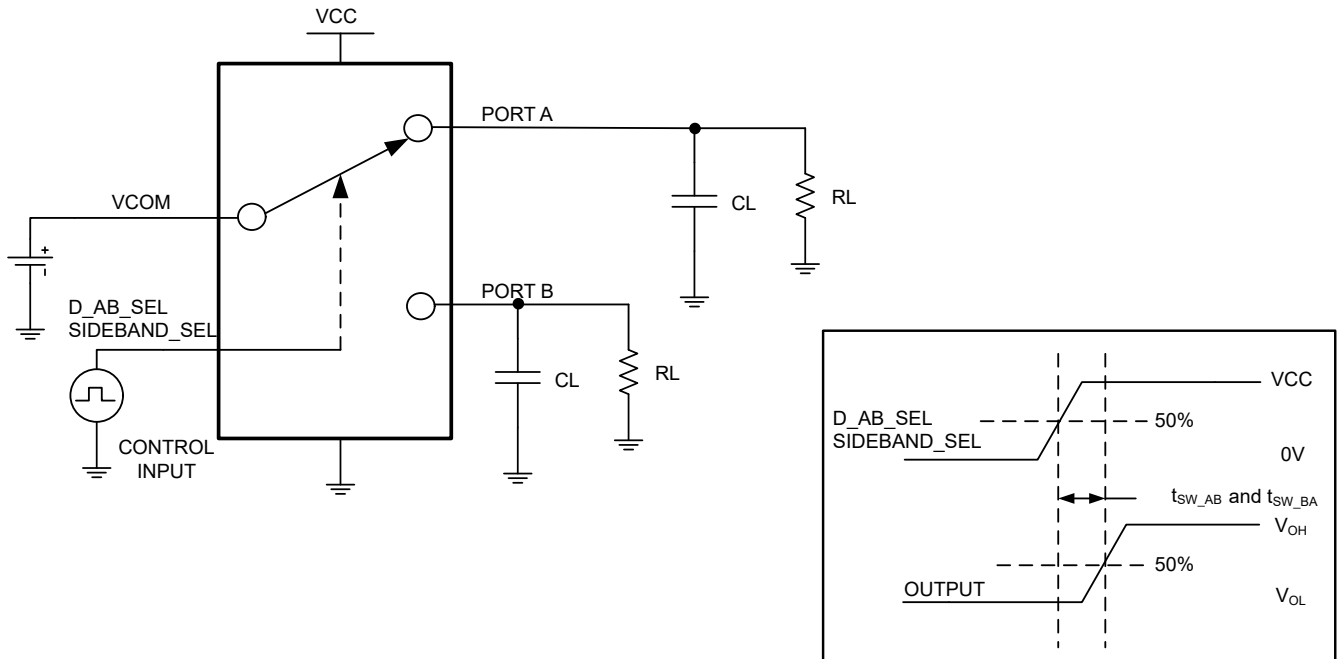 VCC
PORT A
CL
RL
VCOM
+
-
PORT B
D_AB_SEL
SIDEBAND_SEL
CL
RL
CONTROL
INPUT
VCC
D_AB_SEL
SIDEBAND_SEL
50%
0V
tSW_AB and tSW_BA
VOH
50%
OUTPUT
VOL